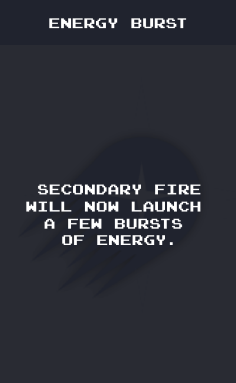 ENERGY BURST
SECONDARY FIRE
WILL NOW LAUNCH
A FEW BURSTS
OF ENERGY.